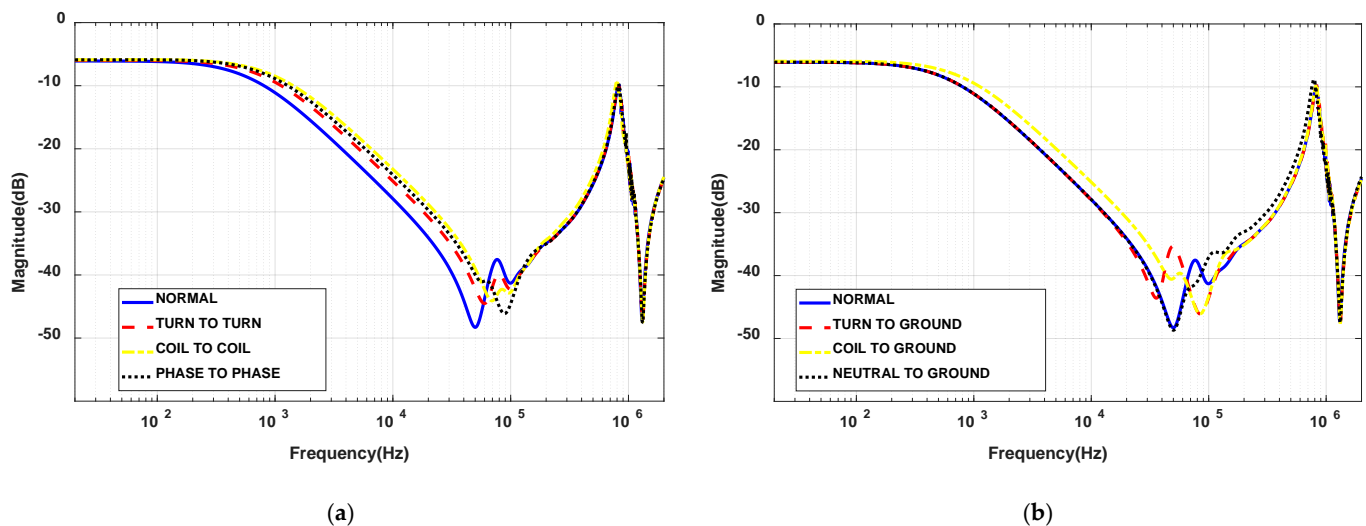 0
-10
-20
-30
-40
-50
Magnitude(dB)
NORMAL
TURN TO TURN
COIL TO COIL
PHASE TO PHASE
10 2
10 3
10 4
10 5
10 6
Frequency(Hz)
(a)
0
-10
-20
-30
-40
-50
Magnitude(dB)
NORMAL
TURN TO GROUND
COIL TO GROUND
NEUTRAL TO GROUND
10 2
10 3
10 4
10 5
10 6
Frequency(Hz)
(b)